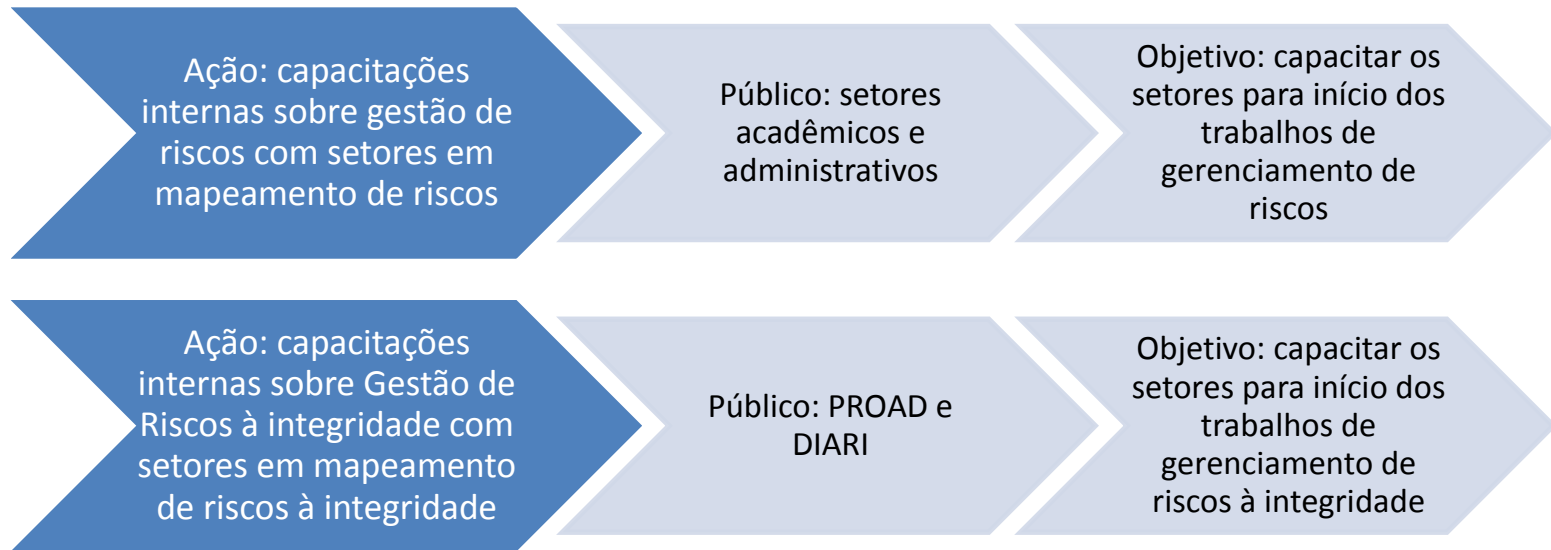 Ação: capacitações
internas sobre gestão de
riscos com setores em
mapeamento de riscos
Público: setores
acadêmicos e
administrativos
Objetivo: capacitar os
setores para início dos
trabalhos de
gerenciamento de
riscos
Ação: capacitações
internas sobre Gestão de
Riscos à integridade com
setores em mapeamento
de riscos à integridade
Público: PROAD e
DIARI
Objetivo: capacitar os
setores para início dos
trabalhos de
gerenciamento de
riscos à integridade